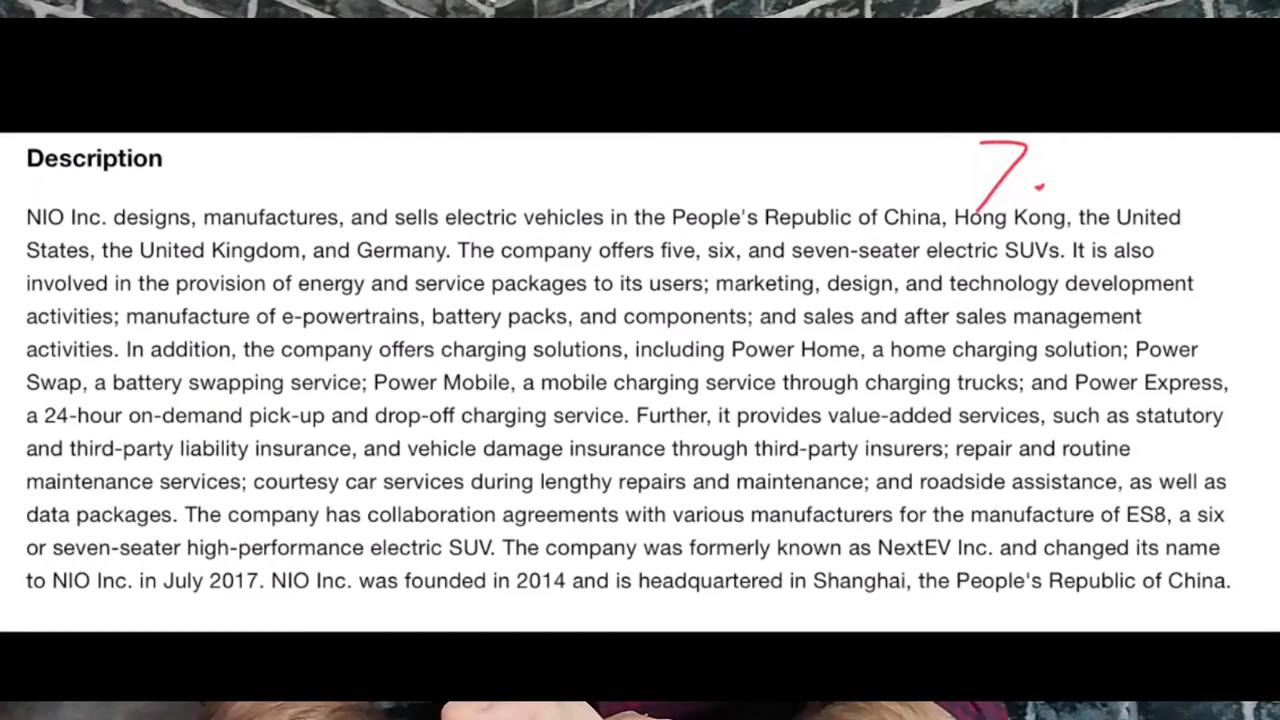 Description
7.
NIO Inc. designs, manufactures, and sells electric vehicles in the People's Republic of China, Hong Kong, the United
States, the United Kingdom, and Germany. The company offers five, six, and seven-seater electric SUVs. It is also
involved in the provision of energy and service packages to its users; marketing, design, and technology development
activities; manufacture of e-powertrains, battery packs, and components; and sales and after sales management
activities. In addition, the company offers charging solutions, including Power Home, a home charging solution; Power
Swap, a battery swapping service; Power Mobile, a mobile charging service through charging trucks; and Power Express,
a 24-hour on-demand pick-up and drop-off charging service. Further, it provides value-added services, such as statutory
and third-party liability insurance, and vehicle damage insurance through third-party insurers; repair and routine
maintenance services; courtesy car services during lengthy repairs and maintenance; and roadside assistance, as well as
data packages. The company has collaboration agreements with various manufacturers for the manufacture of ES8, a six
or seven-seater high-performance electric SUV. The company was formerly known as NextEV Inc. and changed its name
to NIO Inc. in July 2017. NIO Inc. was founded in 2014 and is headquartered in Shanghai, the People's Republic of China.